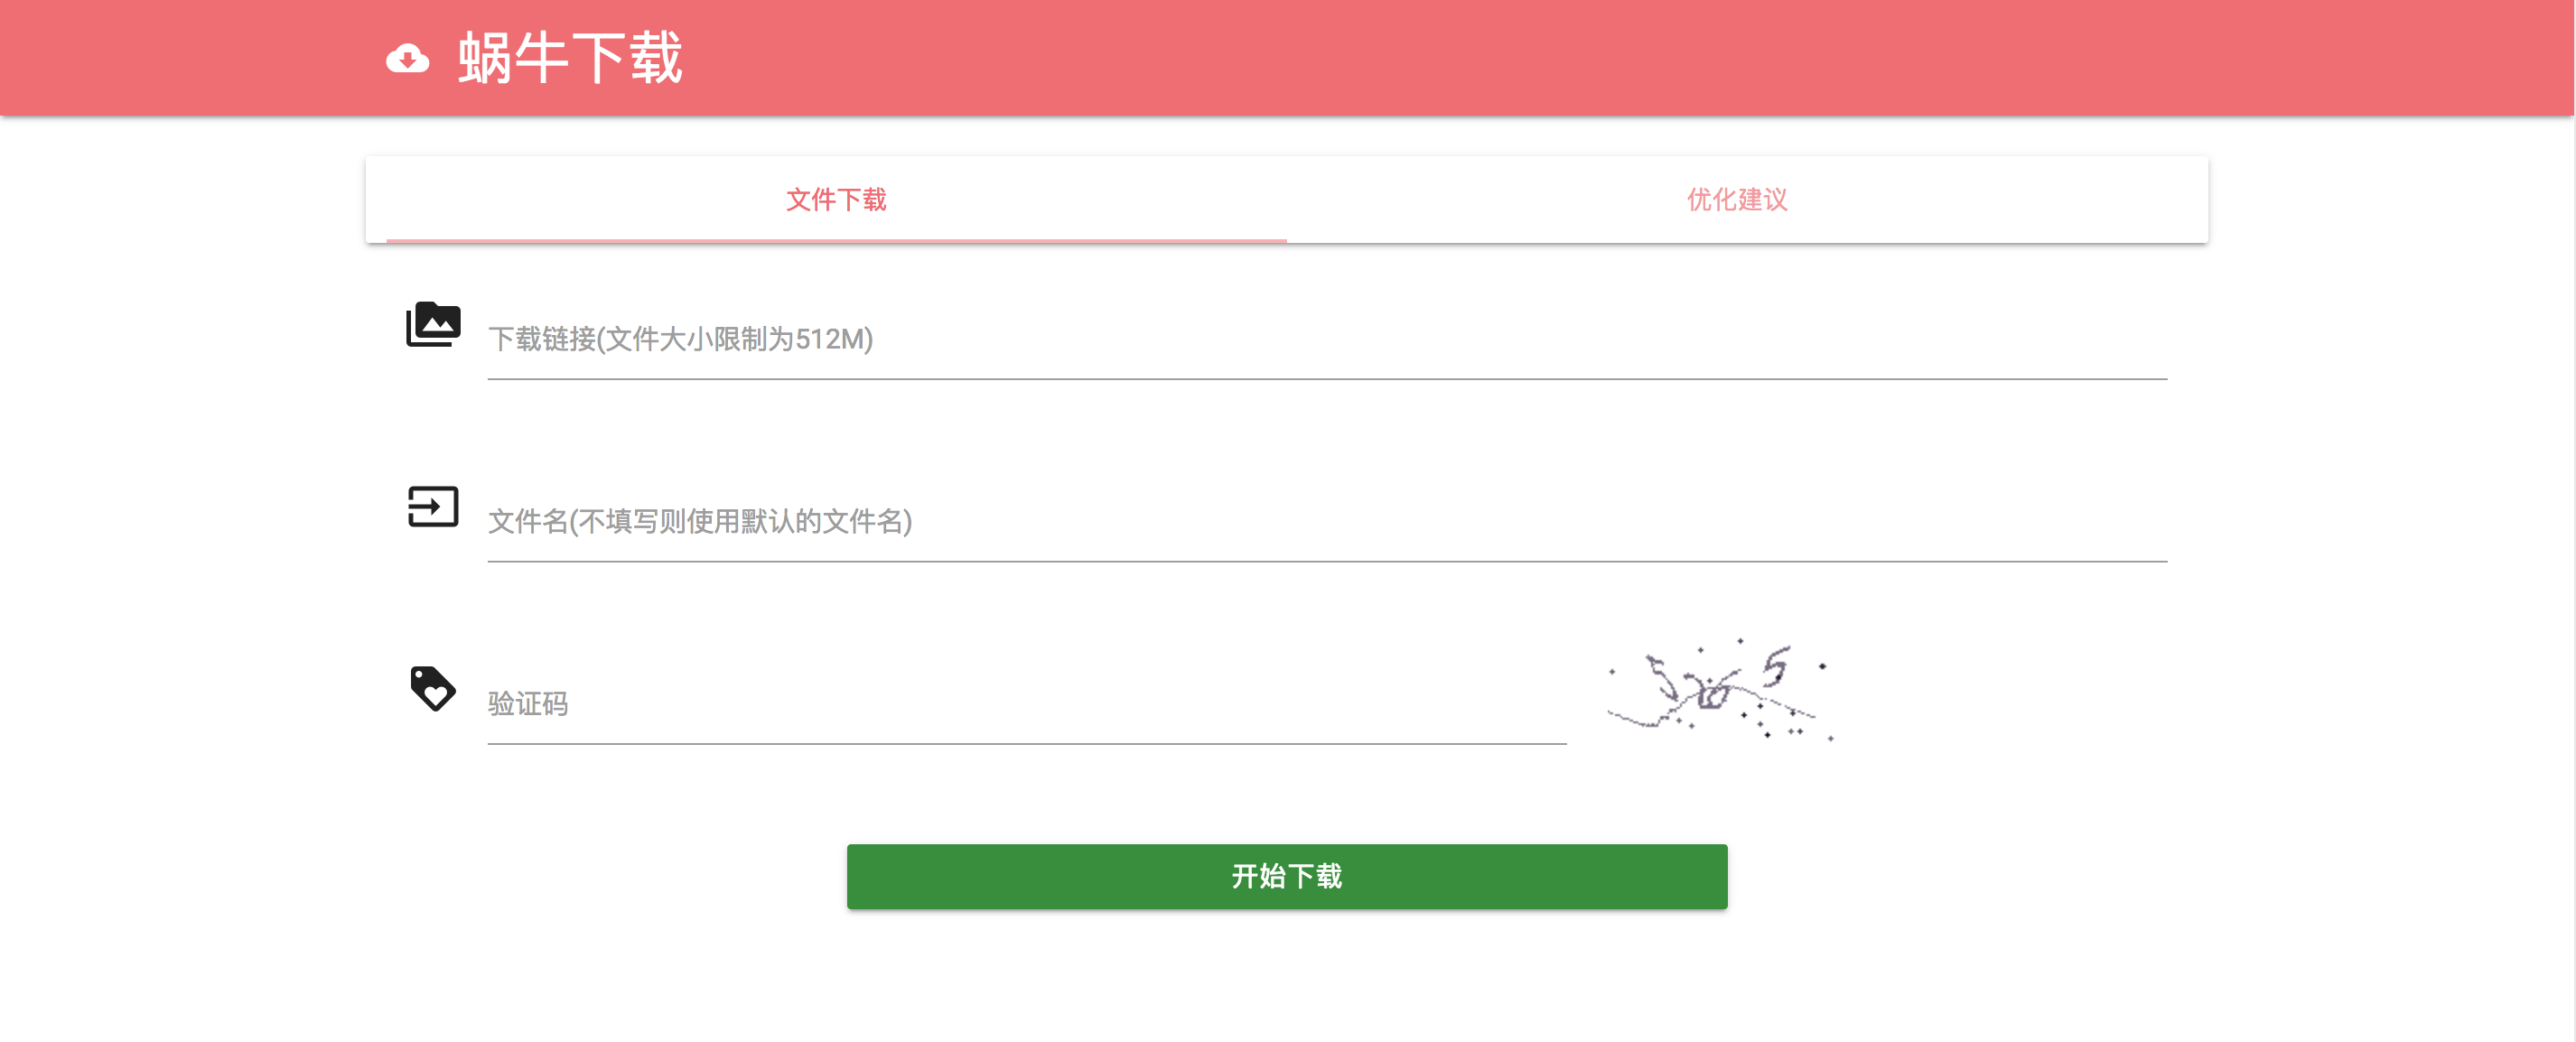 蜗牛下载
文件下载
优化建议
下载链接(文件大小限制为512M)
文件名(不填写则使用默认的文件名)
验证码
开始下载